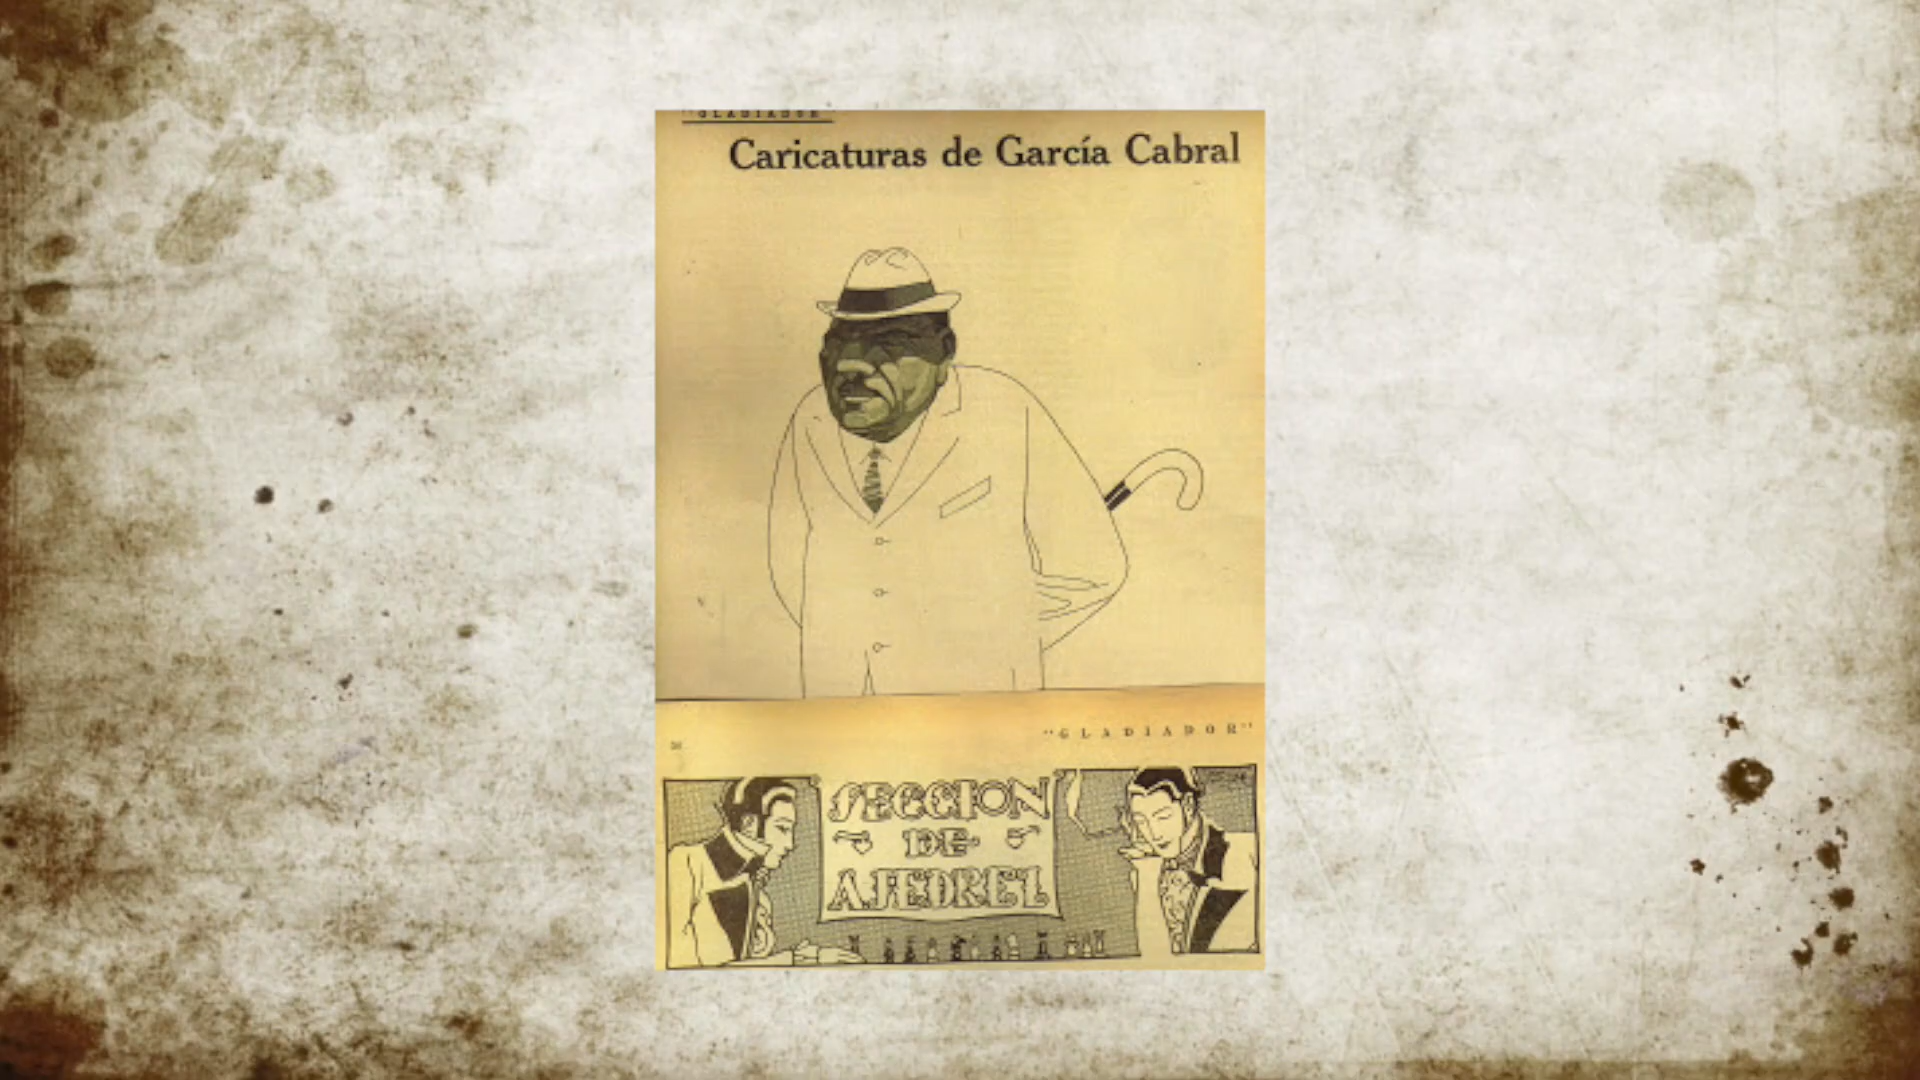 "GLADIADOR"
Caricaturas de García Cabral
"GLADIADOR"
SECCION
DE
AJEDREZ